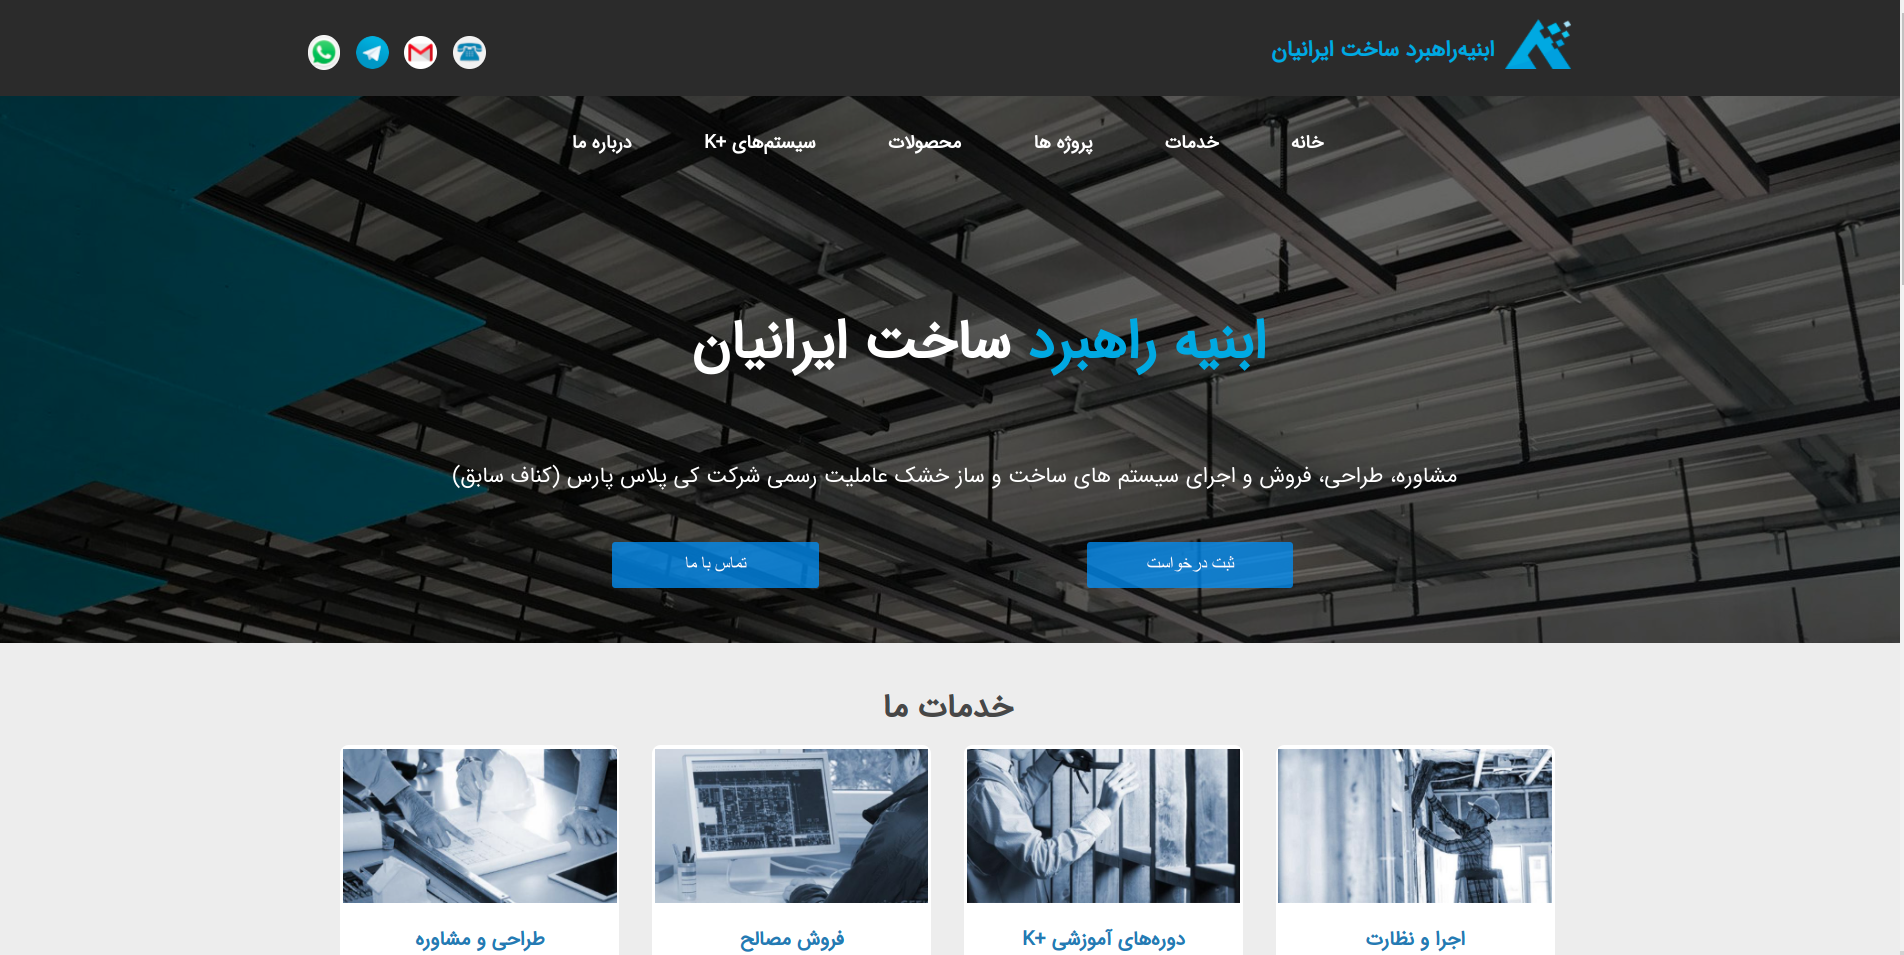 ابنیه‌راهبرد ساخت ایرانیان
خانه
خدمات
پروژه ها
محصولات
سیستم‌های +K
درباره ما
ابنیه راهبرد ساخت ایرانیان
مشاوره، طراحی، فروش و اجرای سیستم های ساخت و ساز خشک عاملیت رسمی شرکت کی پلاس پارس (کناف سابق)
ثبت درخواست
تماس با ما
خدمات ما
اجرا و نظارت
دوره‌های آموزشی +K
فروش مصالح
طراحی و مشاوره